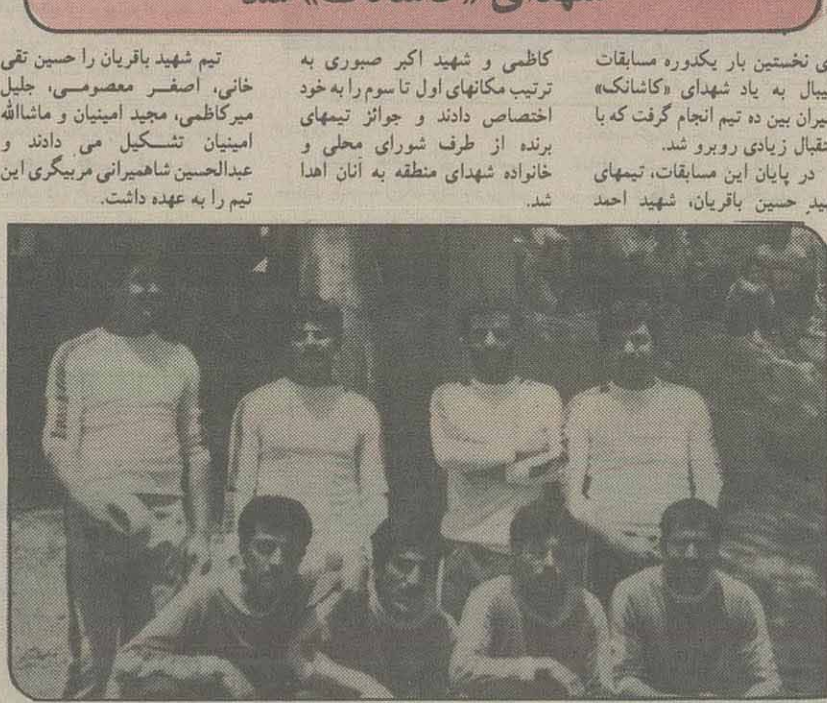 شهدای «کاشانک» شد
ی نخستین بار یکدوره مسابقات
یبال به یاد شهدای «کاشانک»
میران بین ده تیم انجام گرفت که با
تقبال زیادی روبرو شد.
در پایان این مسابقات، تیمهای
هید حسین باقریان، شهید احمد
کاظمی و شهید اکبر صبوری به
ترتیب مکانهای اول تا سوم را به خود
اختصاص دادند و جوائز تیمهای
برنده از طرف شورای محلی و
خانواده شهدای منطقه به آنان اهدا
شد.
تیم شهید باقریان را حسین تقی
خانی، اصغر معصومی، جلیل
میرکاظمی، مجید امینیان و ماشاالله
امینیان تشکیل می دادند و
عبدالحسین شاهمیرانی مربیگری این
تیم را به عهده داشت.